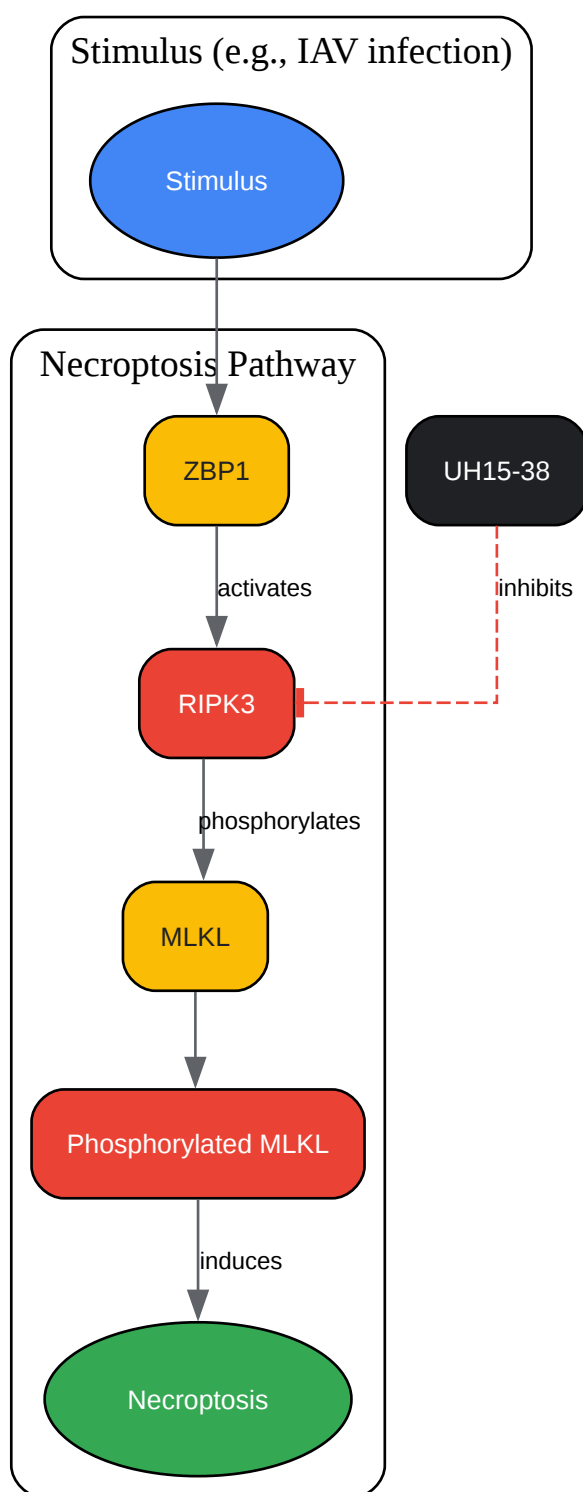 Stimulus (e.g., IAV infection)
Stimulus
Necroptosis Pathway
ZBP1
UH15-38
activates
inhibits
RIPK3
phosphorylates
MLKL
Phosphorylated MLKL
induces
Necroptosis